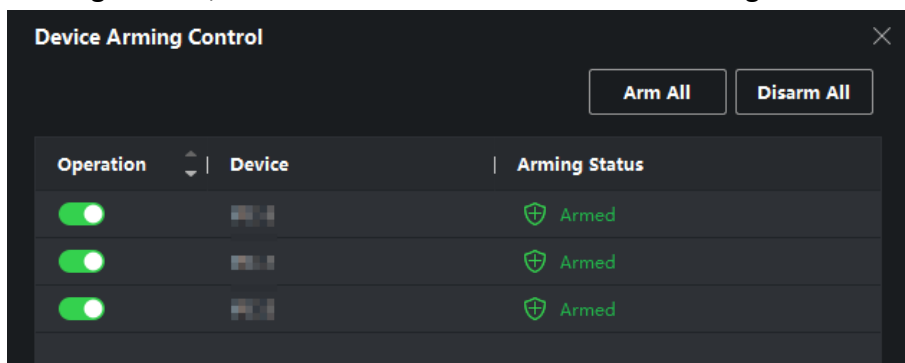 Device Arming Control
Arm All Disarm All
Operation Device Arming Status
Armed
Armed
Armed